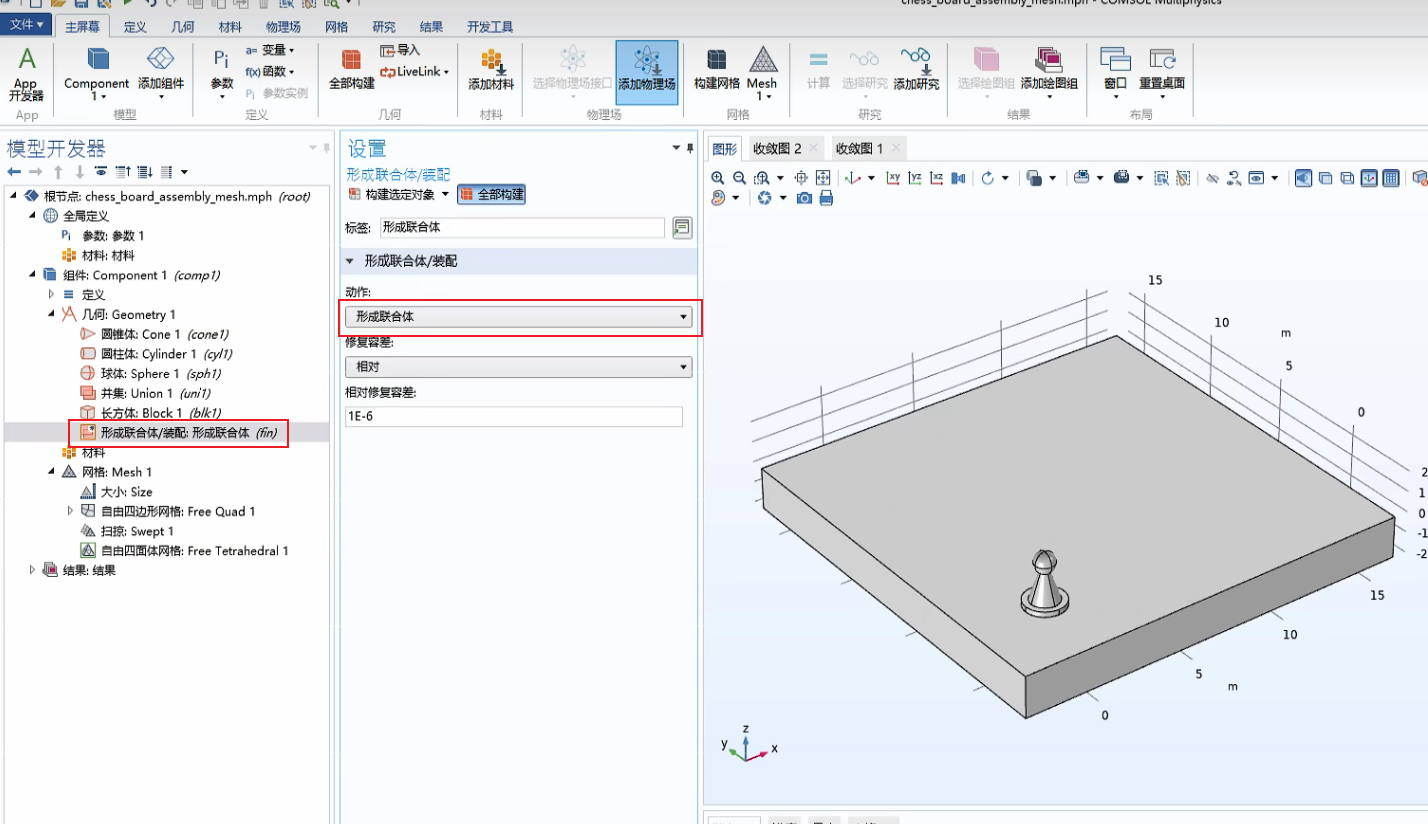 chess_board_assembly_mesh.mph - COMSOL Multiphysics
文件 主屏幕 定义 几何 材料 物理场 网格 研究 结果 开发工具
App 开发器
App
Component 1
添加组件
模型
Pi 参数
a= 变量
f(x) 函数
Pi 参数实例
定义
全部构建
导入
LiveLink
几何
添加材料
材料
选择物理场接口
添加物理场
物理场
构建网格
Mesh 1
网格
计算
选择研究
添加研究
研究
选择绘图组
添加绘图组
结果
窗口
重置桌面
布局
模型开发器
根节点: chess_board_assembly_mesh.mph (root)
全局定义
Pi 参数: 参数 1
材料: 材料
组件: Component 1 (comp1)
定义
几何: Geometry 1
圆锥体: Cone 1 (cone1)
圆柱体: Cylinder 1 (cyl1)
球体: Sphere 1 (sph1)
并集: Union 1 (uni1)
长方体: Block 1 (blk1)
形成联合体/装配: 形成联合体 (fin)
材料
网格: Mesh 1
大小: Size
自由四边形网格: Free Quad 1
扫掠: Swept 1
自由四面体网格: Free Tetrahedral 1
结果: 结果
设置
形成联合体/装配
构建选定对象 全部构建
标签: 形成联合体
形成联合体/装配
动作:
形成联合体
修复容差:
相对
相对修复容差:
1E-6
图形 收敛图 2 收敛图 1
xy yz xz
15
10
m
5
0
2
1
0
-1
-2
15
10
5
m
0
z
y
x